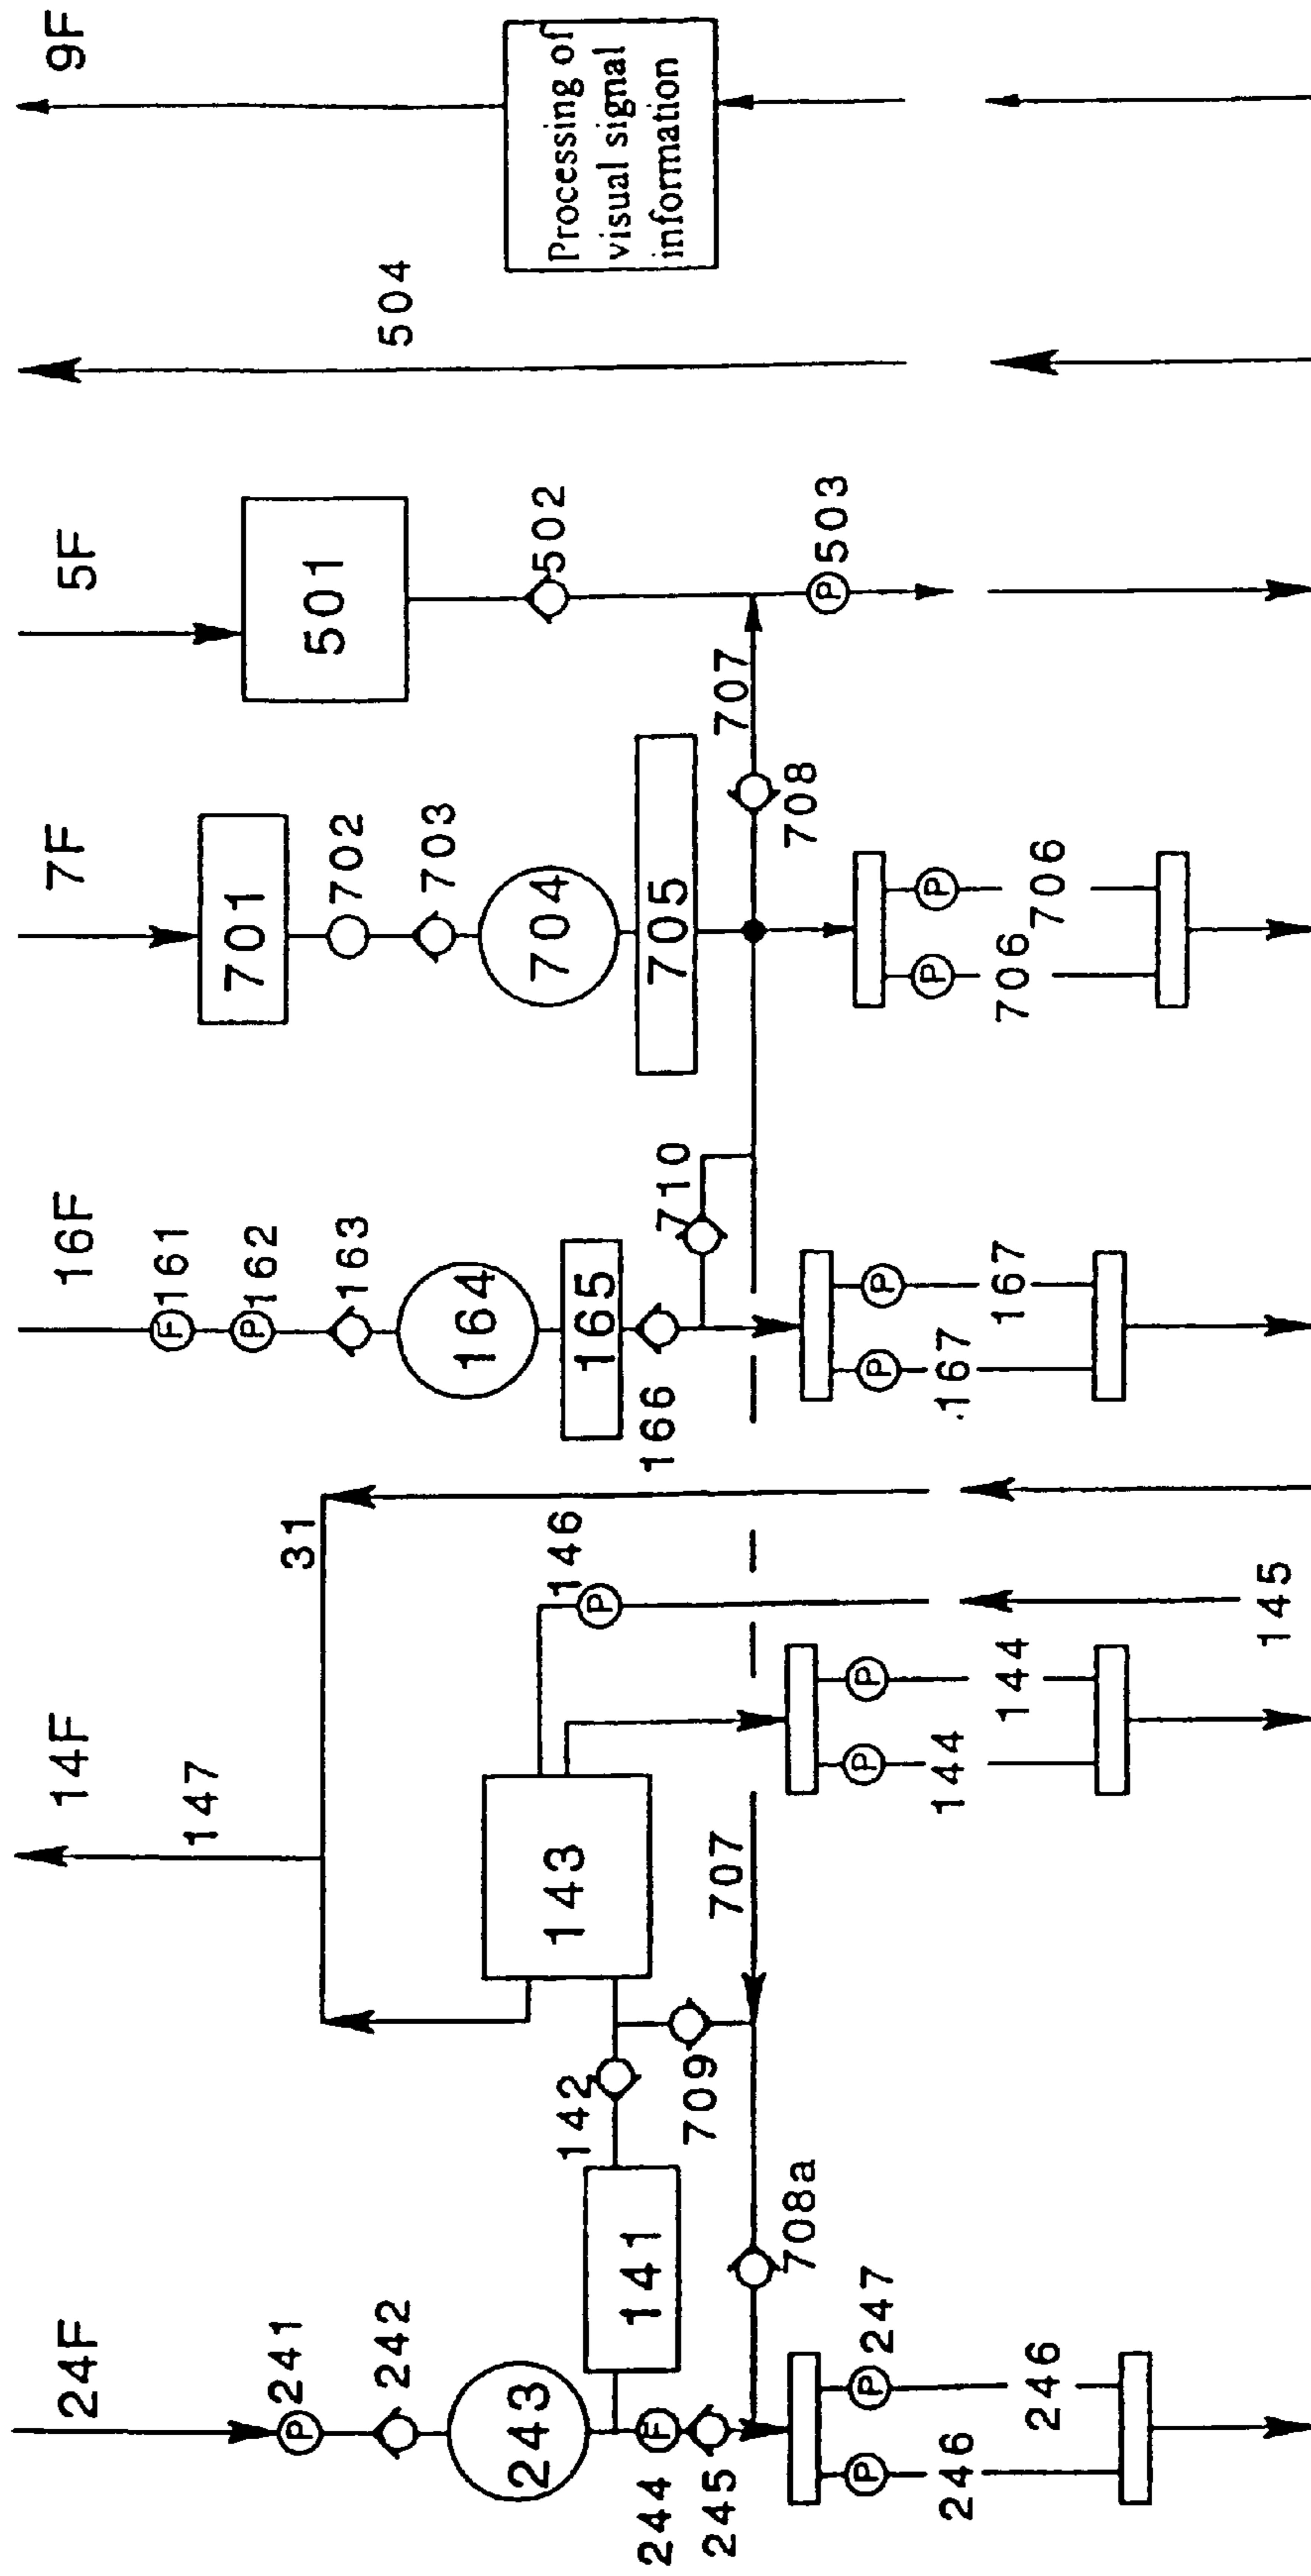 24F
241
242
243
244
245
246
246
247
14F
147
31
141
142
143
144
144
145
146
709
708a
707
16F
161
162
163
164
165
166
167
167
710
7F
701
702
703
704
705
706
706
707
708
5F
501
502
503
504
9F
Processing of
visual signal
information
P
F
P
P
P
P
P
F
P
P
P
P
P
P